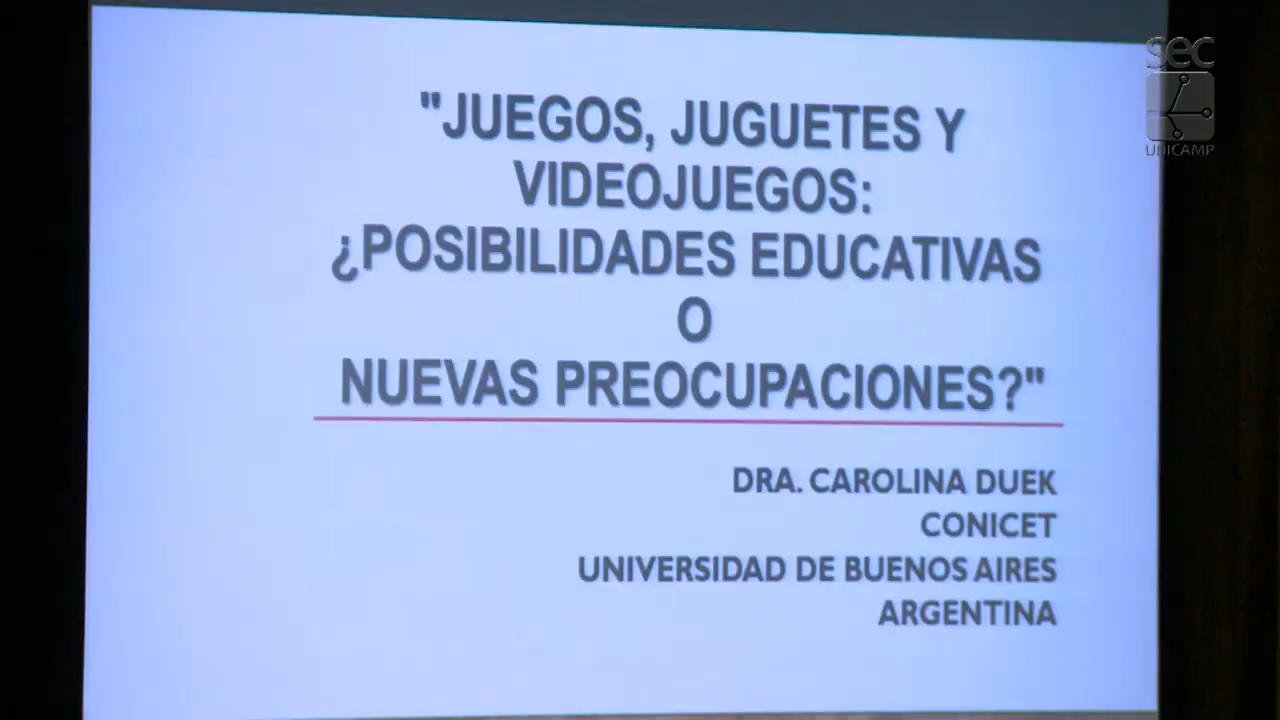 "JUEGOS, JUGUETES Y
VIDEOJUEGOS:
¿POSIBILIDADES EDUCATIVAS
O
NUEVAS PREOCUPACIONES?"
DRA. CAROLINA DUEK
CONICET
UNIVERSIDAD DE BUENOS AIRES
ARGENTINA
sec
UNICAMP